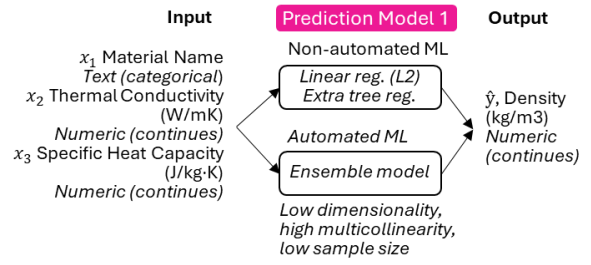 Input
Prediction Model 1
Output
x₁ Material Name
Text (categorical)
x₂ Thermal Conductivity
(W/mK)
Numeric (continues)
x₃ Specific Heat Capacity
(J/kg·K)
Numeric (continues)
Non-automated ML
Linear reg. (L2)
Extra tree reg.
Automated ML
Ensemble model
Low dimensionality,
high multicollinearity,
low sample size
ŷ, Density
(kg/m3)
Numeric
(continues)